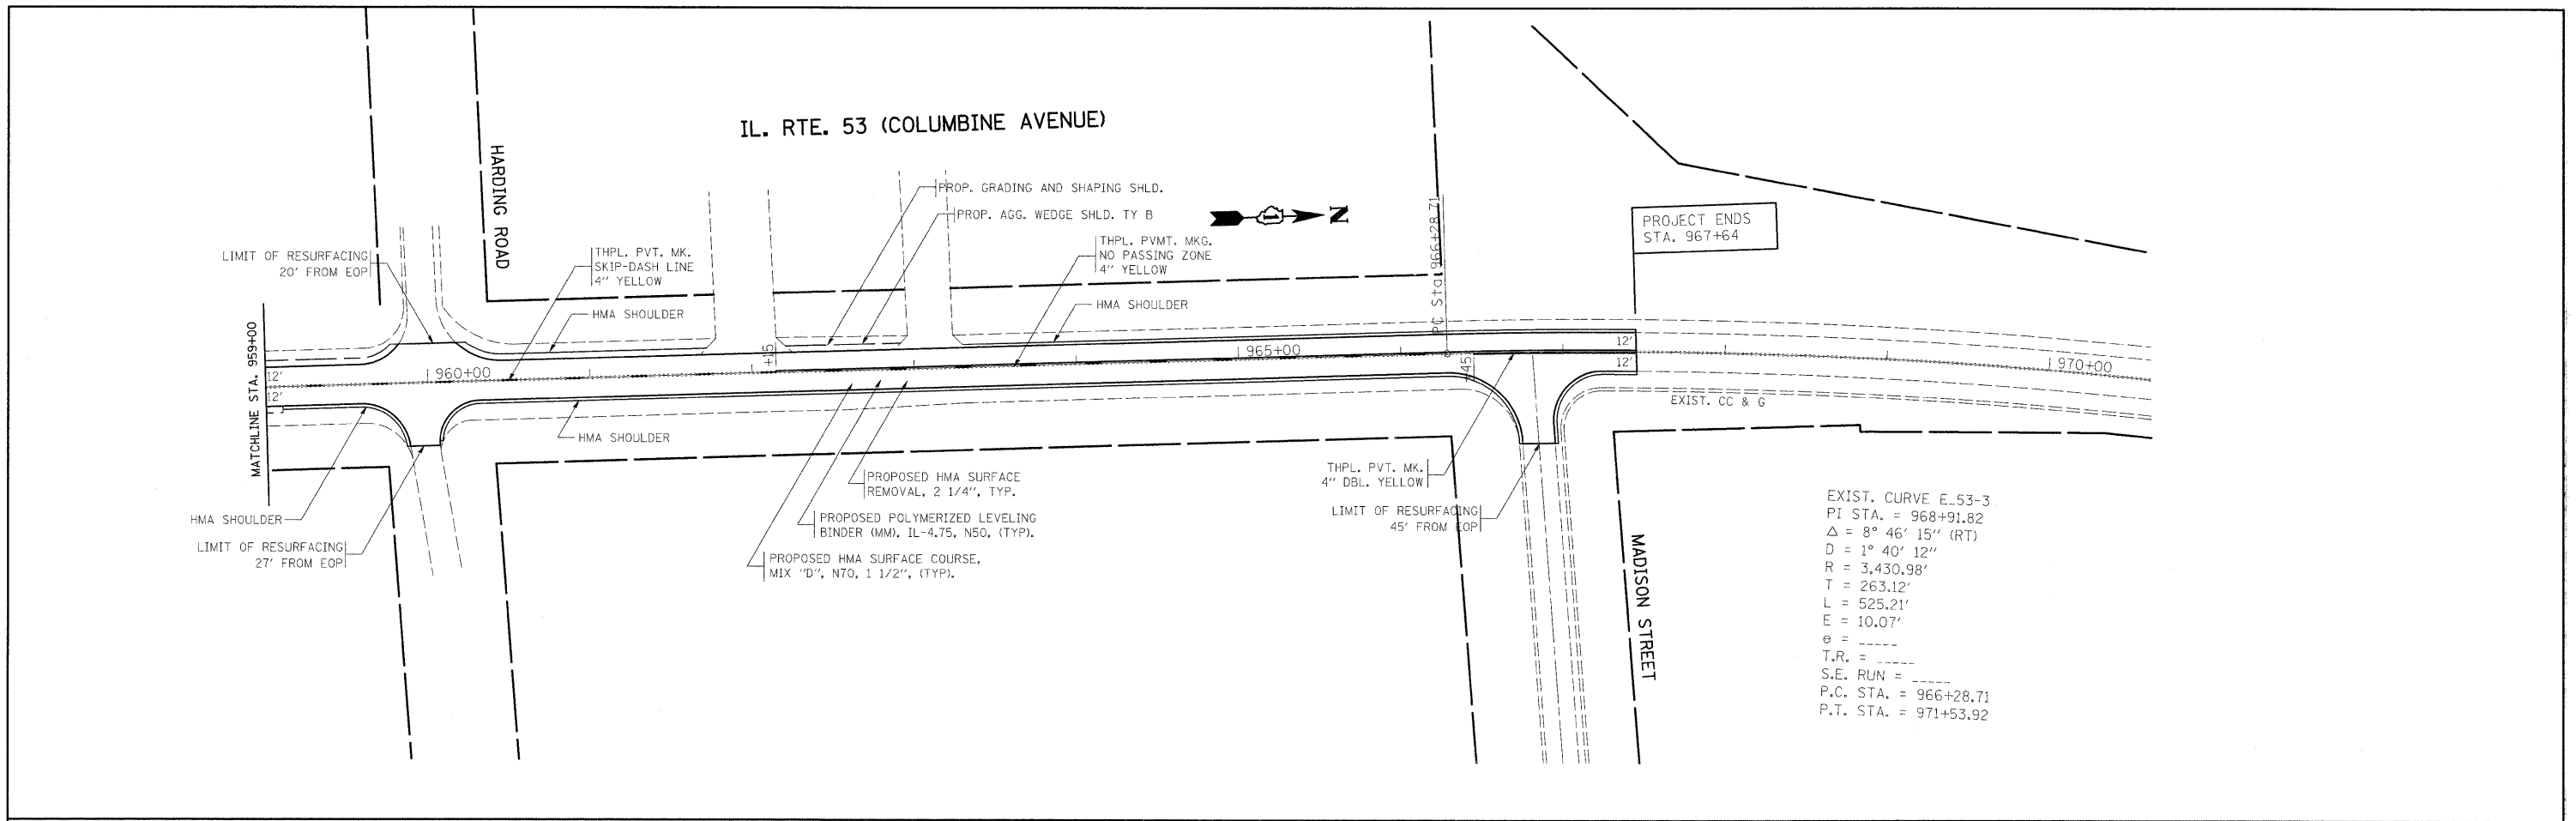 IL. RTE. 53 (COLUMBINE AVENUE)
HARDING ROAD
PROP. GRADING AND SHAPING SHLD.
PROP. AGG. WEDGE SHLD. TY B
N
LIMIT OF RESURFACING
20' FROM EOP
THPL. PVT. MK.
SKIP-DASH LINE
4" YELLOW
THPL. PVMT. MKG.
NO PASSING ZONE
4" YELLOW
HMA SHOULDER
HMA SHOULDER
PC Sta 966+28.71
PROJECT ENDS
STA. 967+64
MATCHLINE STA. 959+00
12'
12'
960+00
+15
965+00
+45
12'
12'
970+00
EXIST. CC & G
HMA SHOULDER
HMA SHOULDER
LIMIT OF RESURFACING
27' FROM EOP
PROPOSED HMA SURFACE
REMOVAL, 2 1/4", TYP.
PROPOSED POLYMERIZED LEVELING
BINDER (MM), IL-4.75, N50, (TYP).
PROPOSED HMA SURFACE COURSE,
MIX "D", N70, 1 1/2", (TYP).
THPL. PVT. MK.
4" DBL. YELLOW
LIMIT OF RESURFACING
45' FROM EOP
MADISON STREET
EXIST. CURVE E_53-3
PI STA. = 968+91.82
Δ = 8° 46' 15" (RT)
D = 1° 40' 12"
R = 3,430.98'
T = 263.12'
L = 525.21'
E = 10.07'
e = _____
T.R. = _____
S.E. RUN = _____
P.C. STA. = 966+28.71
P.T. STA. = 971+53.92